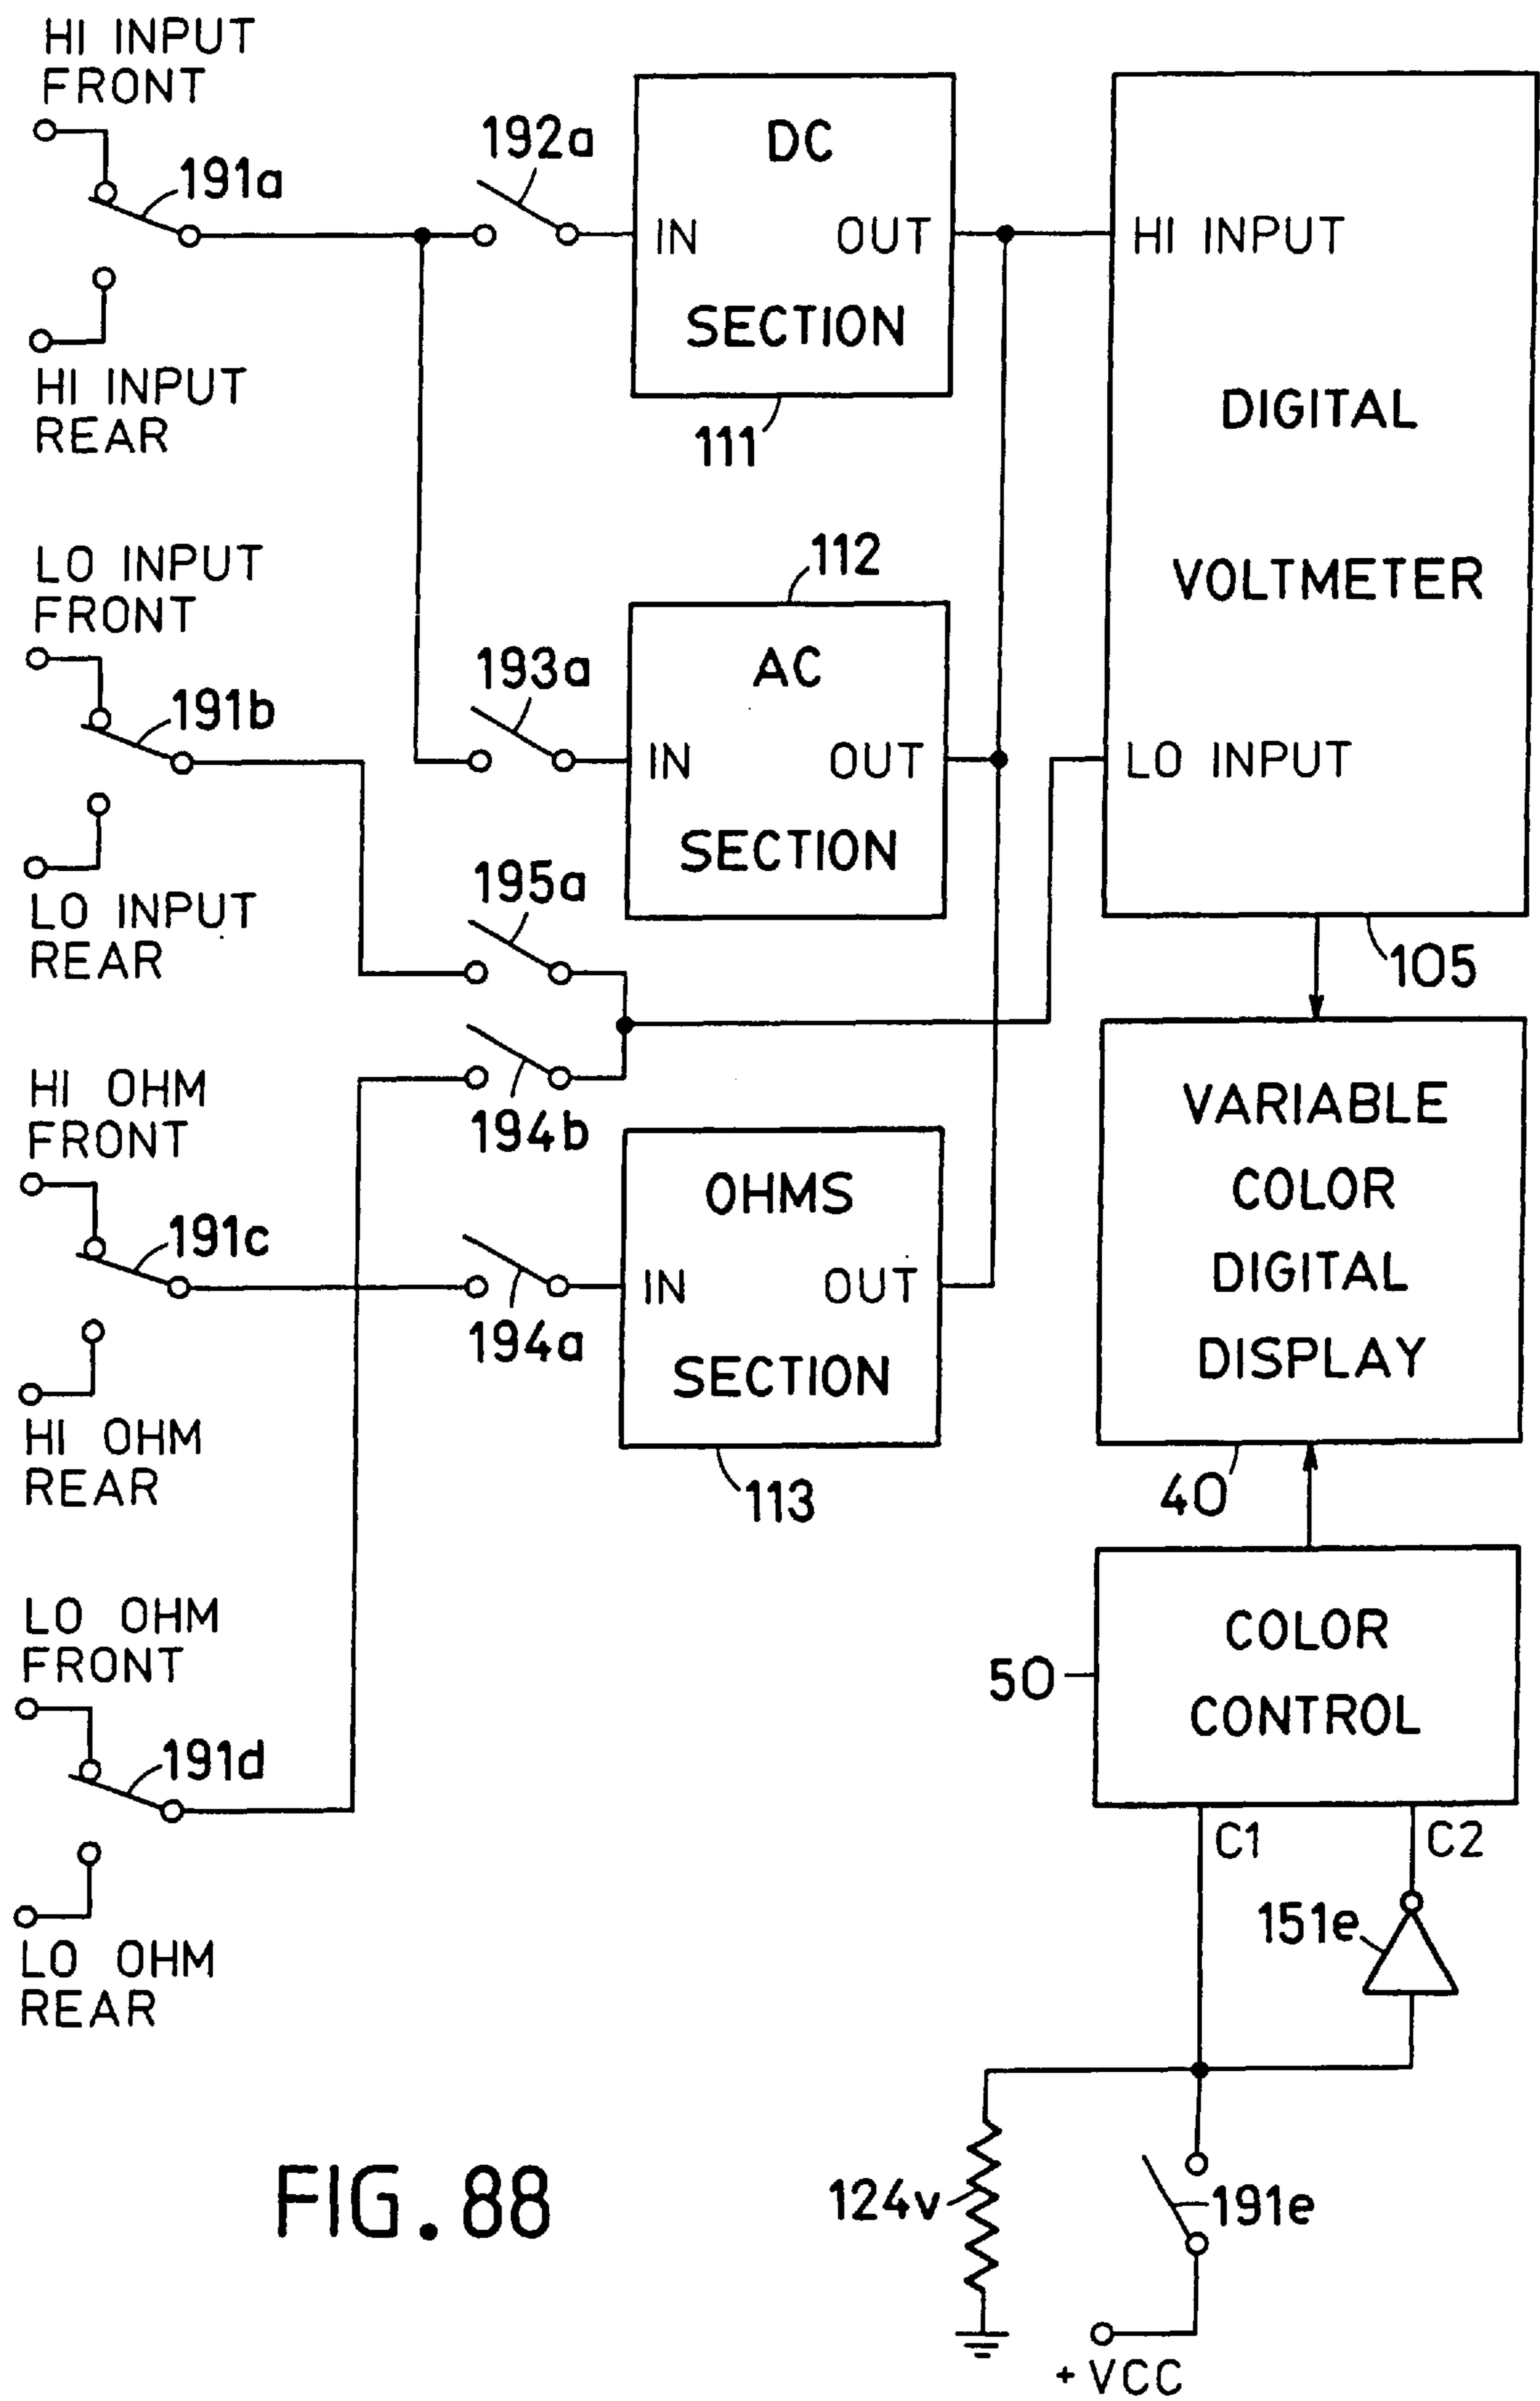 HI INPUT
FRONT
191a
HI INPUT
REAR
192a
DC
IN
OUT
SECTION
111
HI INPUT
DIGITAL
VOLTMETER
LO INPUT
105
LO INPUT
FRONT
191b
LO INPUT
REAR
193a
112
AC
IN
OUT
SECTION
195a
194b
HI OHM
FRONT
191c
HI OHM
REAR
194a
OHMS
IN
OUT
SECTION
113
VARIABLE
COLOR
DIGITAL
DISPLAY
40
LO OHM
FRONT
191d
LO OHM
REAR
50
COLOR
CONTROL
C1
C2
151e
124v
191e
+ VCC
FIG. 88